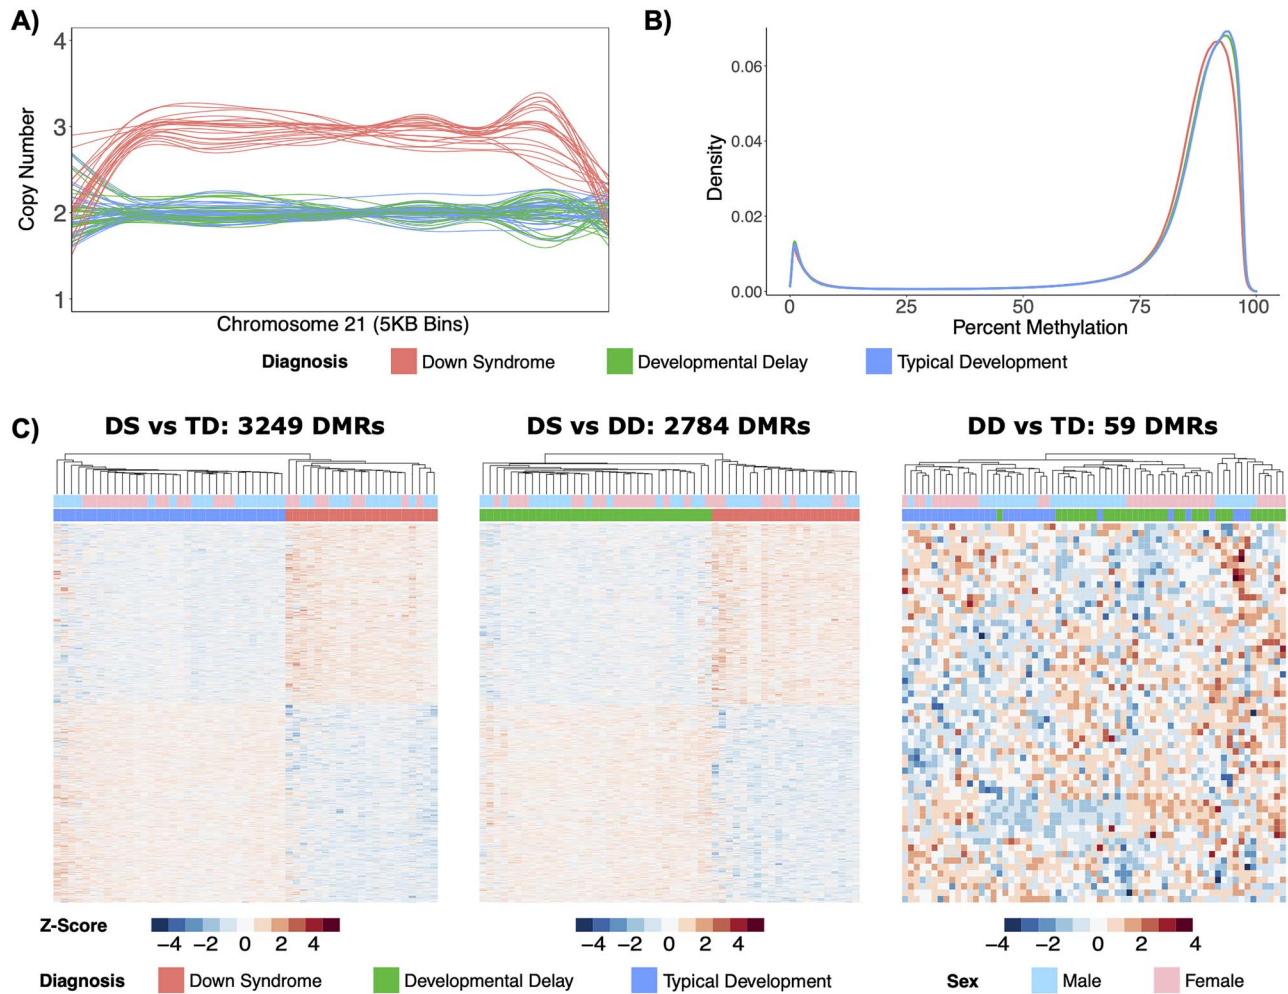 A)
4
3
2
1
Copy Number
Chromosome 21 (5KB Bins)
B)
0.06
0.04
0.02
0.00
Density
0 25 50 75 100
Percent Methylation
Diagnosis Down Syndrome Developmental Delay Typical Development
C)
DS vs TD: 3249 DMRs
DS vs DD: 2784 DMRs
DD vs TD: 59 DMRs
Z-Score
−4 −2 0 2 4
−4 −2 0 2 4
−4 −2 0 2 4
Diagnosis Down Syndrome Developmental Delay Typical Development
Sex Male Female